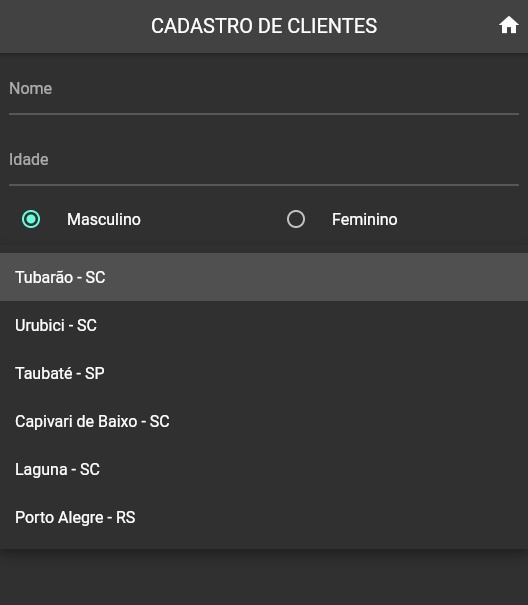 CADASTRO DE CLIENTES
Nome
Idade
Masculino Feminino
Tubarão - SC
Urubici - SC
Taubaté - SP
Capivari de Baixo - SC
Laguna - SC
Porto Alegre - RS